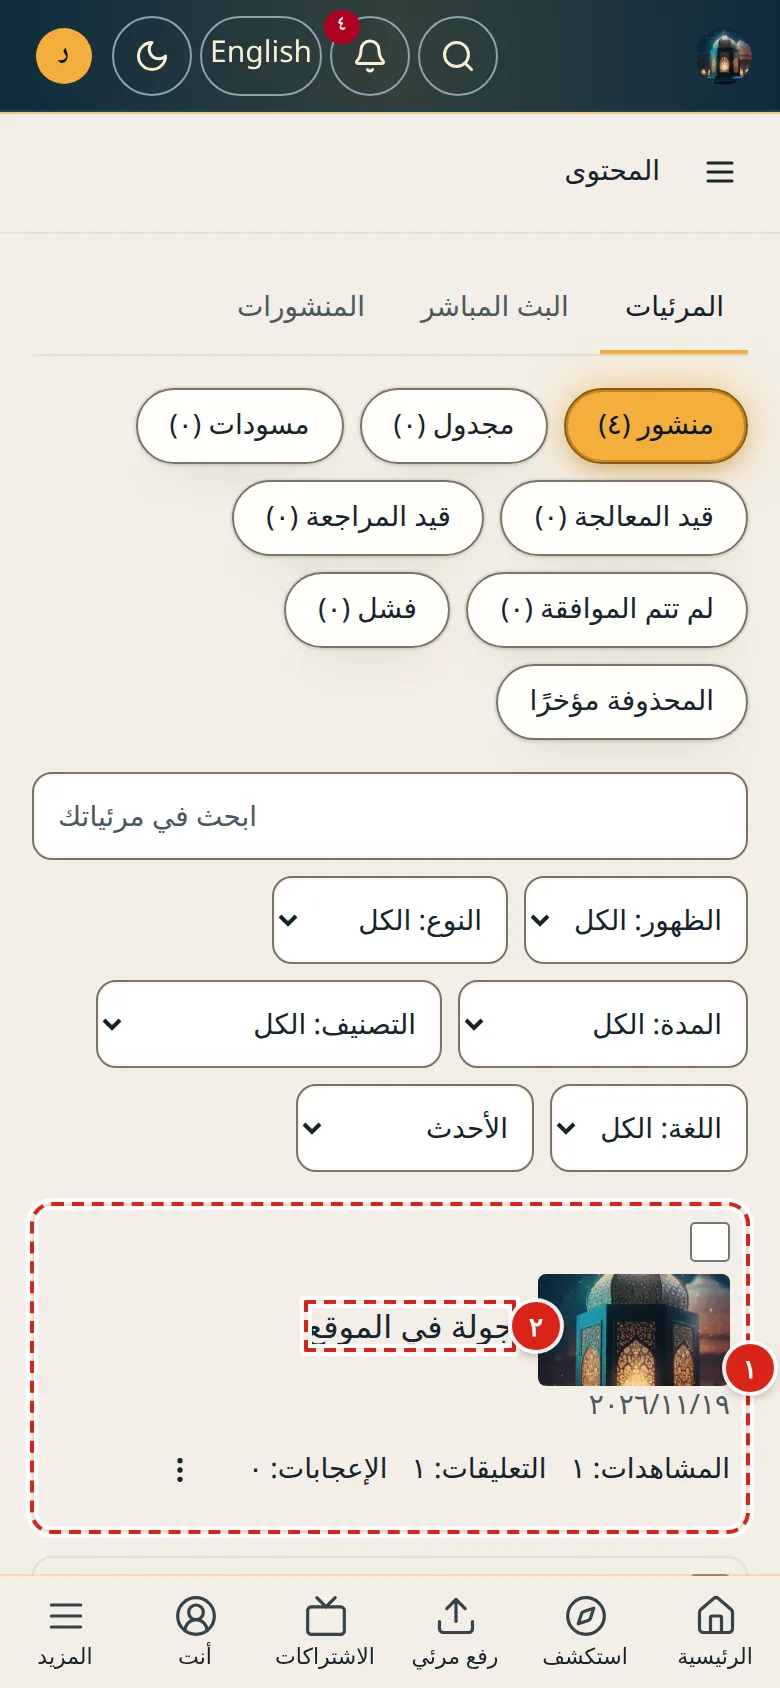 ٤
English
ر
المحتوى
المرئيات
البث المباشر
المنشورات
منشور (٤)
مجدول (٠)
مسودات (٠)
قيد المعالجة (٠)
قيد المراجعة (٠)
لم تتم الموافقة (٠)
فشل (٠)
المحذوفة مؤخرًا
ابحث في مرئياتك
الظهور: الكل
النوع: الكل
المدة: الكل
التصنيف: الكل
اللغة: الكل
الأحدث
جولة في الموقع
٢
١
٢٠٢٦/١١/١٩
المشاهدات: ١ التعليقات: ١ الإعجابات: ٠
الرئيسية
استكشف
رفع مرئي
الاشتراكات
أنت
المزيد